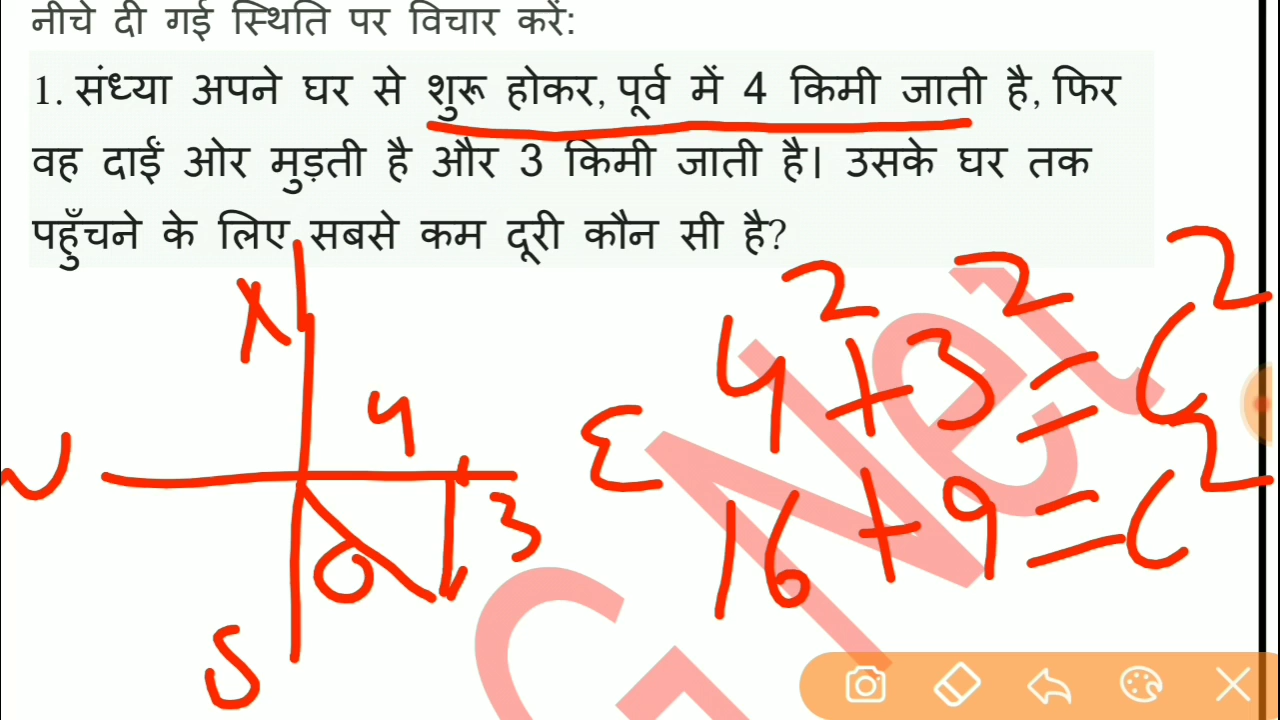 नीचे दी गई स्थिति पर विचार करें:
1. संध्या अपने घर से शुरू होकर, पूर्व में 4 किमी जाती है, फिर
वह दाईं ओर मुड़ती है और 3 किमी जाती है। उसके घर तक
पहुँचने के लिए सबसे कम दूरी कौन सी है?
4² + 3² = C²
4
E
3
16 + 9 = C²
S
G Net